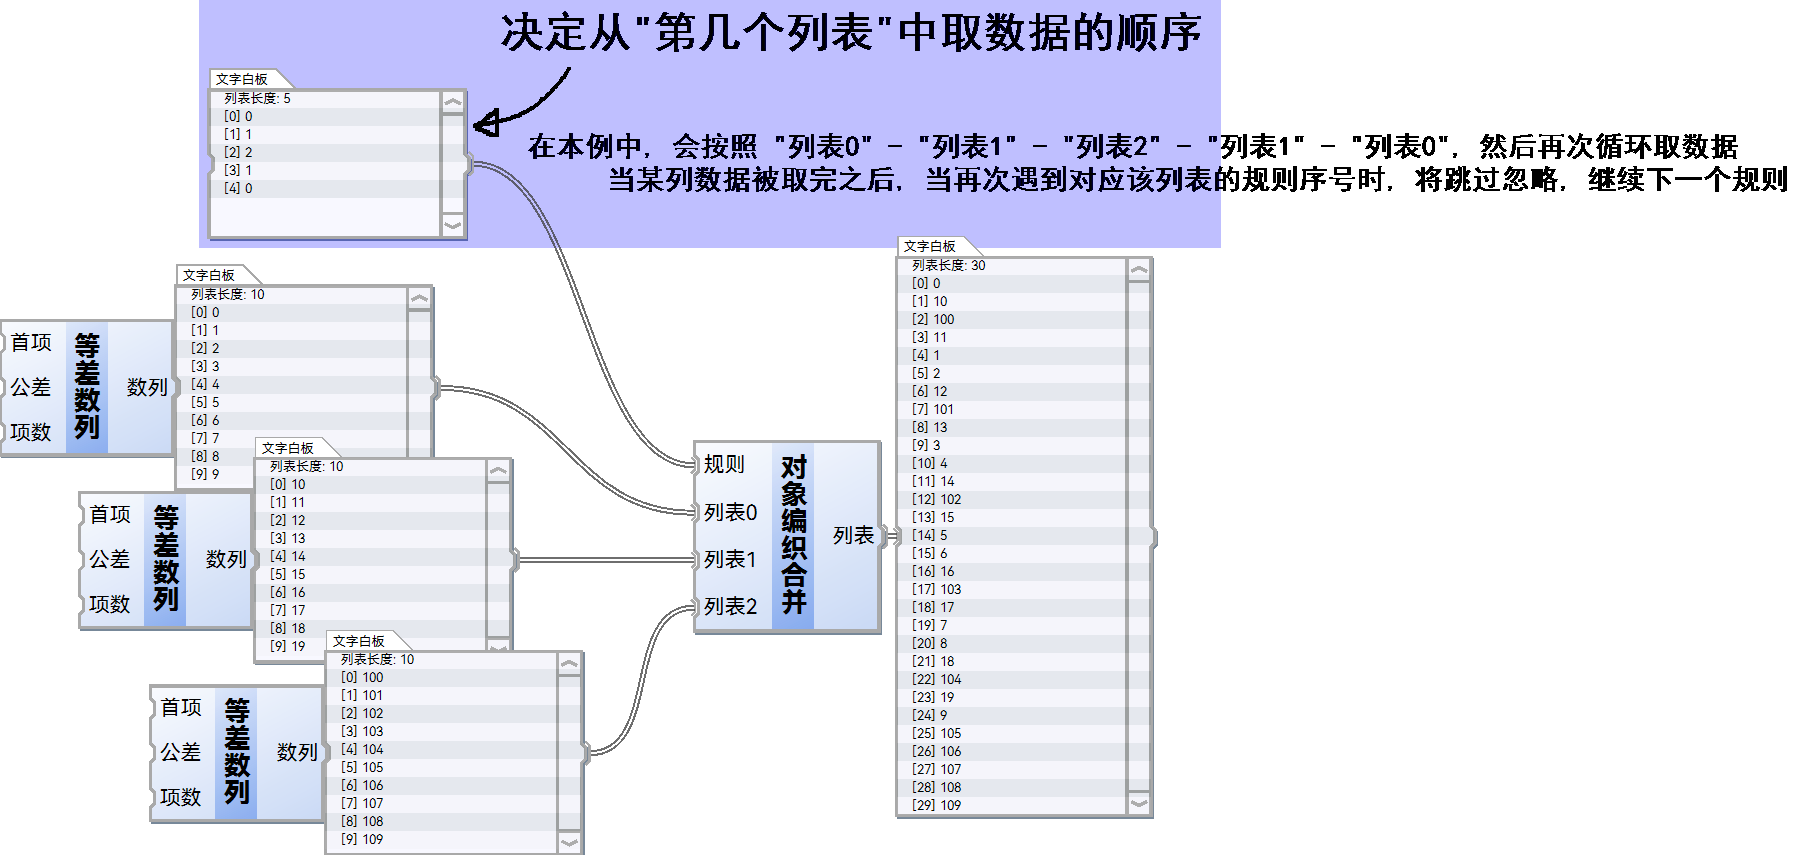 决定从"第几个列表"中取数据的顺序
文字白板
列表长度: 5
[0] 0
[1] 1
[2] 2
[3] 1
[4] 0
在本例中, 会按照 "列表0" - "列表1" - "列表2" - "列表1" - "列表0", 然后再次循环取数据
当某列数据被取完之后, 当再次遇到对应该列表的规则序号时, 将跳过忽略, 继续下一个规则
首项
公差
项数
等差数列
数列
文字白板
列表长度: 10
[0] 0
[1] 1
[2] 2
[3] 3
[4] 4
[5] 5
[6] 6
[7] 7
[8] 8
[9] 9
首项
公差
项数
等差数列
数列
文字白板
列表长度: 10
[0] 10
[1] 11
[2] 12
[3] 13
[4] 14
[5] 15
[6] 16
[7] 17
[8] 18
[9] 19
首项
公差
项数
等差数列
数列
文字白板
列表长度: 10
[0] 100
[1] 101
[2] 102
[3] 103
[4] 104
[5] 105
[6] 106
[7] 107
[8] 108
[9] 109
规则
列表0
列表1
列表2
对象编织合并
列表
文字白板
列表长度: 30
[0] 0
[1] 10
[2] 100
[3] 11
[4] 1
[5] 2
[6] 12
[7] 101
[8] 13
[9] 3
[10] 4
[11] 14
[12] 102
[13] 15
[14] 5
[15] 6
[16] 16
[17] 103
[18] 17
[19] 7
[20] 8
[21] 18
[22] 104
[23] 19
[24] 9
[25] 105
[26] 106
[27] 107
[28] 108
[29] 109